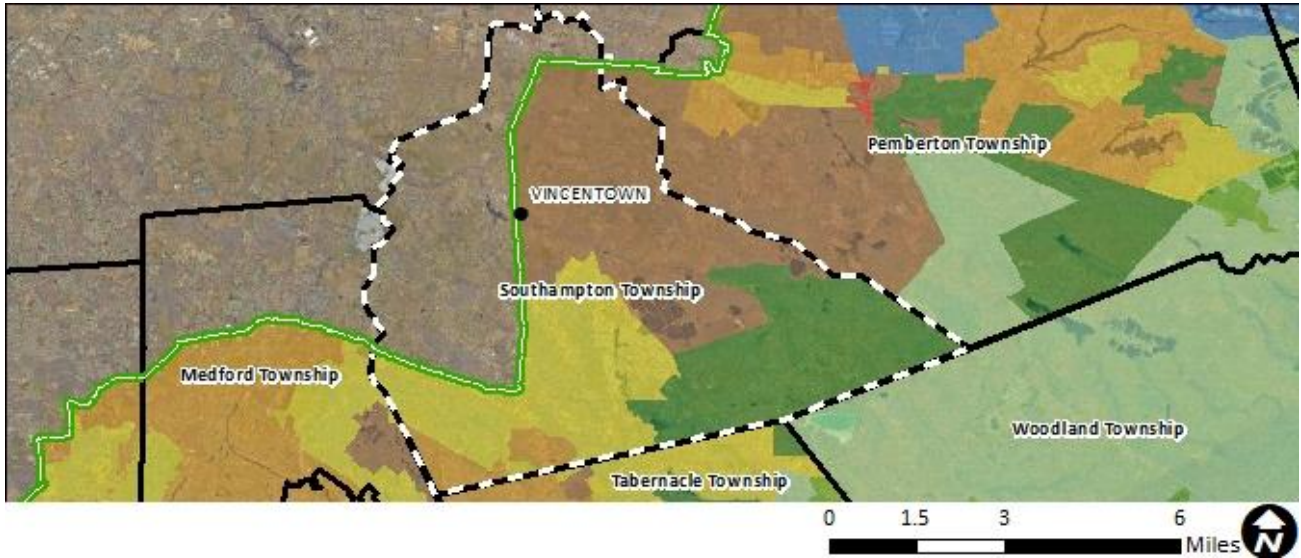 Pemberton Township
VINCENTOWN
Southampton Township
Medford Township
Woodland Township
Tabernacle Township
0 1.5 3 6
Miles
N